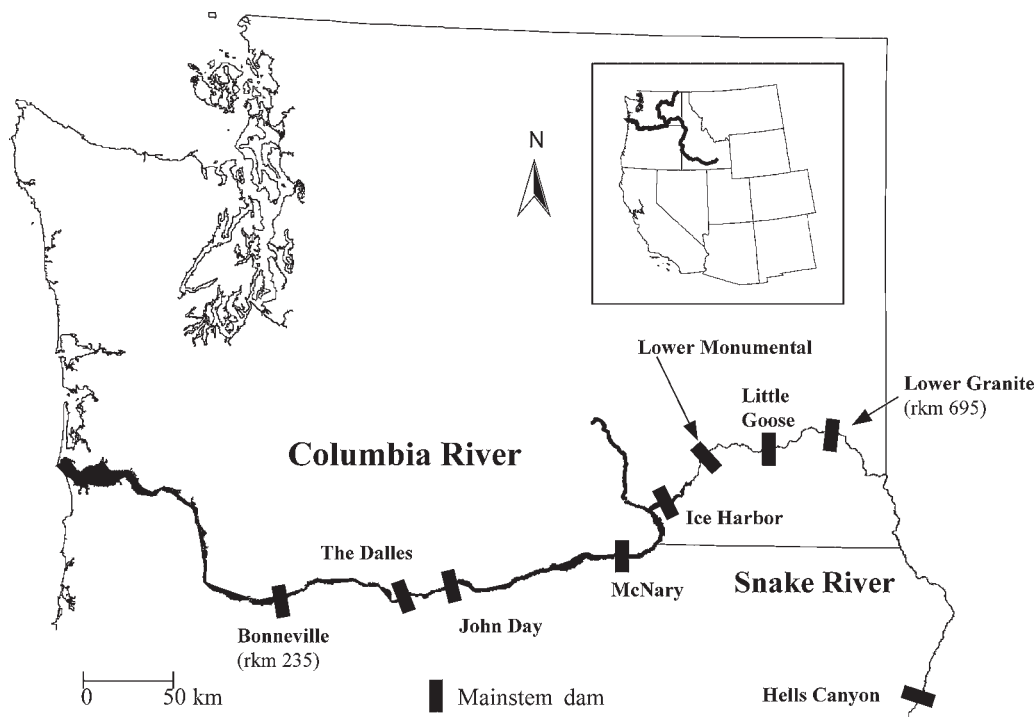 N
Lower Monumental
Little
Goose
Lower Granite
(rkm 695)
Columbia River
Ice Harbor
The Dalles
McNary
Snake River
John Day
Bonneville
(rkm 235)
Hells Canyon
0 50 km
Mainstem dam